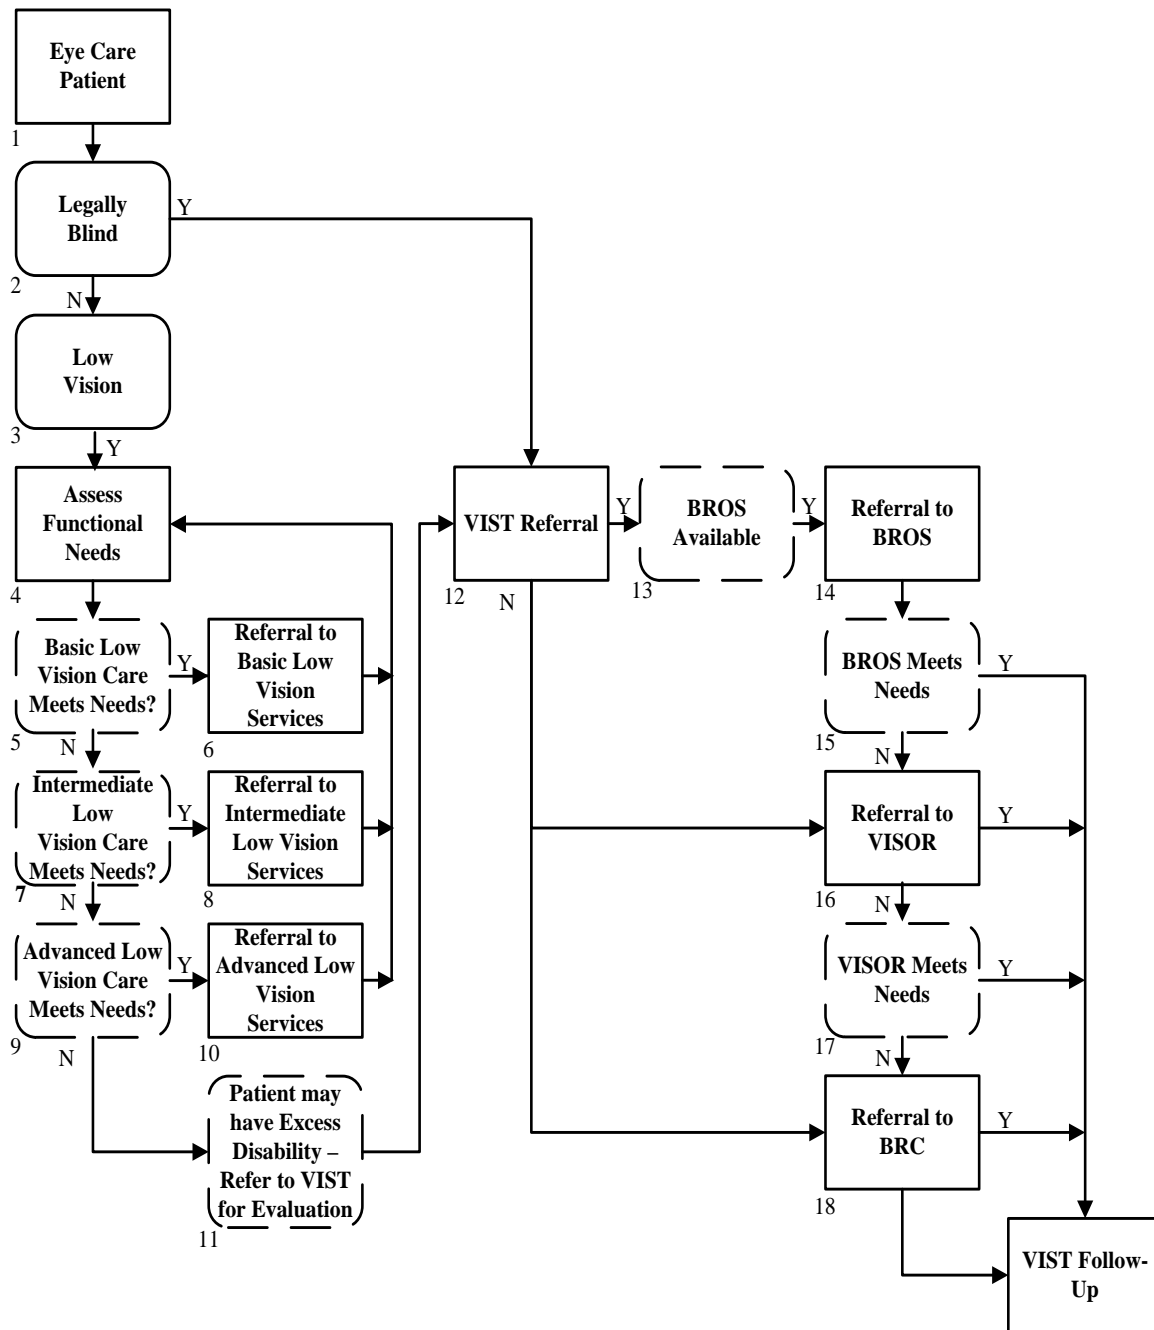 Eye Care
Patient
1
Legally
Blind
Y
2
N
Low
Vision
3
Y
Assess
Functional
Needs
4
Basic Low
Vision Care
Meets Needs?
Y
5
N
Referral to
Basic Low
Vision
Services
6
Intermediate
Low
Vision Care
Meets Needs?
Y
7
N
Referral to
Intermediate
Low Vision
Services
8
Advanced Low
Vision Care
Meets Needs?
Y
9
N
Referral to
Advanced Low
Vision
Services
10
Patient may
have Excess
Disability –
Refer to VIST
for Evaluation
11
VIST Referral
Y
12
N
BROS
Available
Y
13
Referral to
BROS
14
BROS Meets
Needs
Y
15
N
Referral to
VISOR
Y
16
N
VISOR Meets
Needs
Y
17
N
Referral to
BRC
Y
18
VIST Follow-
Up